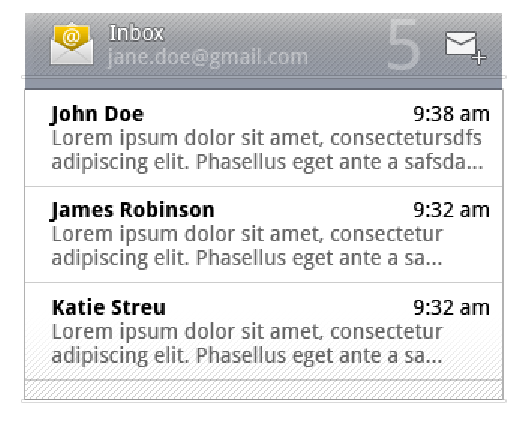 Inbox
jane.doe@gmail.com
5
John Doe 9:38 am
Lorem ipsum dolor sit amet, consectetursdfs
adipiscing elit. Phasellus eget ante a safsda...
James Robinson 9:32 am
Lorem ipsum dolor sit amet, consectetur
adipiscing elit. Phasellus eget ante a sa...
Katie Streu 9:32 am
Lorem ipsum dolor sit amet, consectetur
adipiscing elit. Phasellus eget ante a sa...